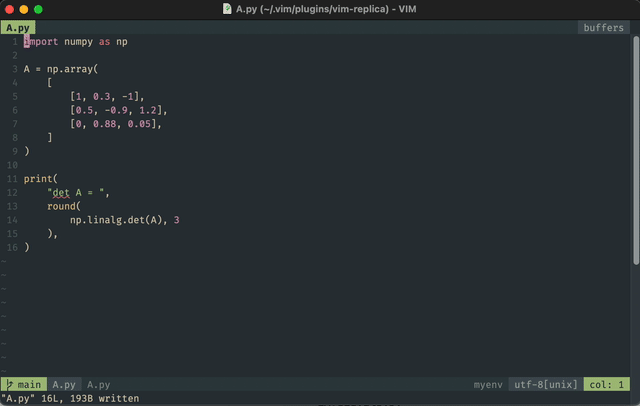 A.py (~/.vim/plugins/vim-replica) - VIM
A.py buffers
1 import numpy as np
2
3 A = np.array(
4     [
5         [1, 0.3, -1],
6         [0.5, -0.9, 1.2],
7         [0, 0.88, 0.05],
8     ]
9 )
10
11 print(
12     "det A = ",
13     round(
14         np.linalg.det(A), 3
15     ),
16 )
~
~
~
~
~
~
~
~
~
main A.py A.py myenv utf-8[unix] col: 1
"A.py" 16L, 193B written